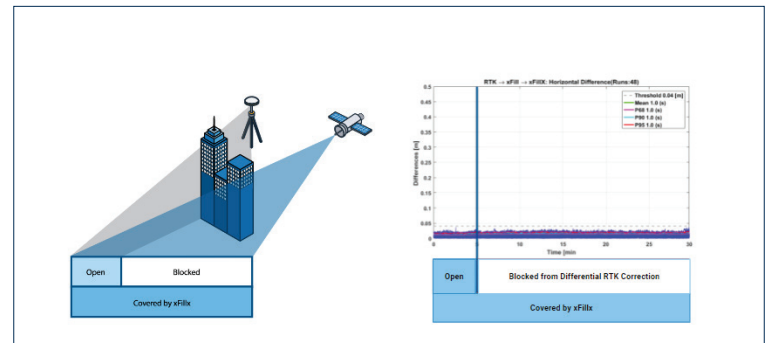 RTK → xFill → xFillX: Horizontal Difference(Runs:48)
Threshold 0.04 [m]
Mean 1.0 (s)
P68 1.0 (s)
P90 1.0 (s)
P95 1.0 (s)
Differences [m]
0.5
0.45
0.4
0.35
0.3
0.25
0.2
0.15
0.1
0.05
0
0 5 10 15 20 25 30
Time [min
Open Blocked
Covered by xFillx
Open Blocked from Differential RTK Correction
Covered by xFillx